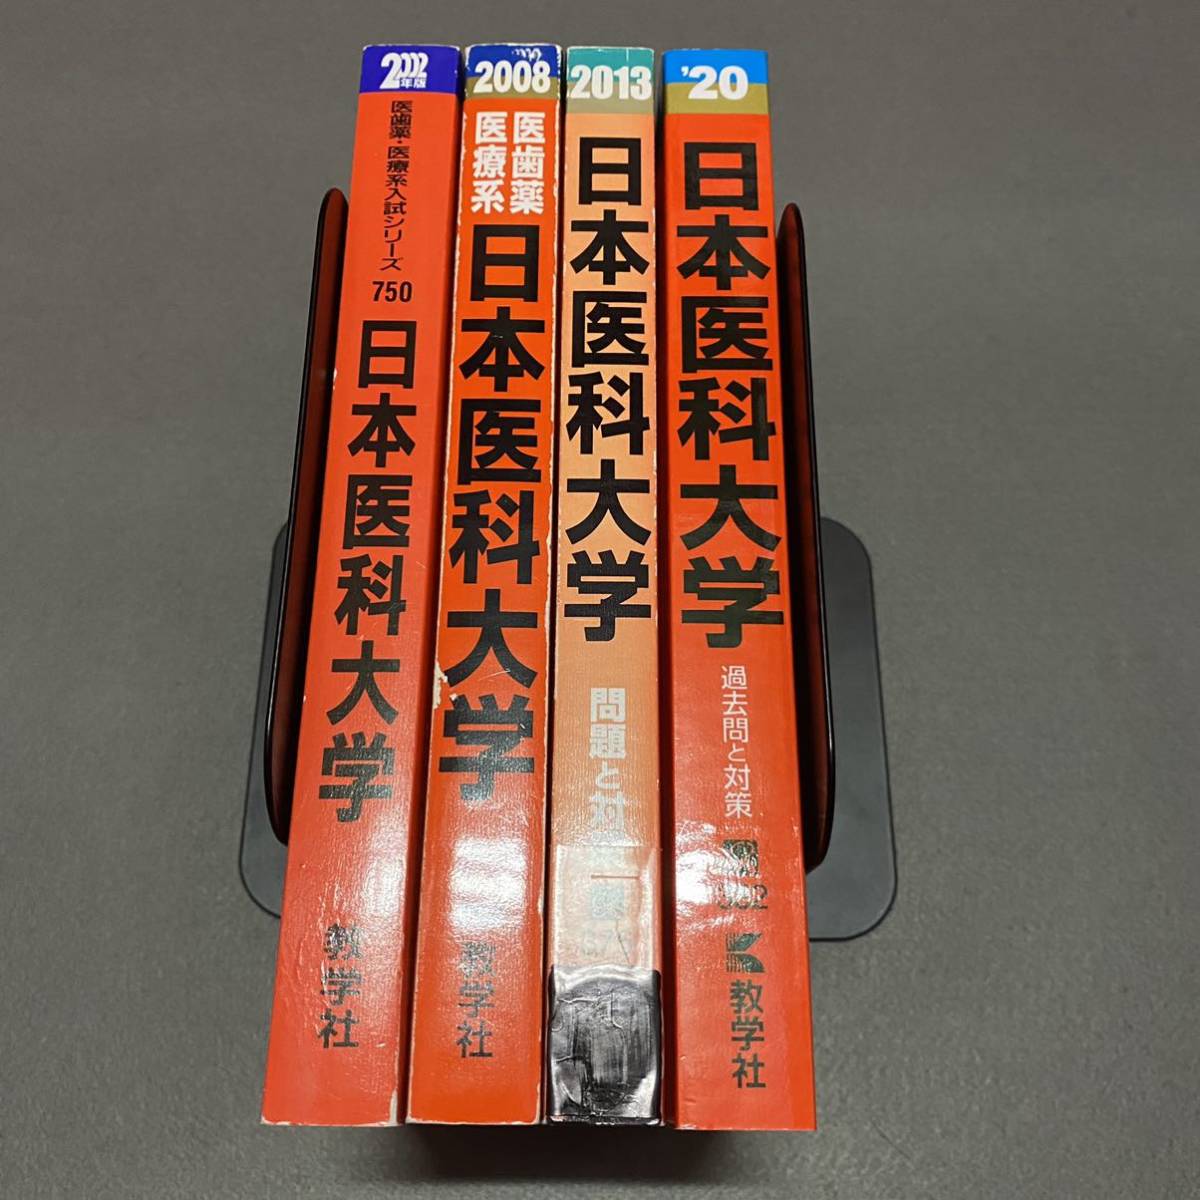 2002年版
医歯薬・医療系入試シリーズ
750
日本医科大学
教学社
2008
医歯薬
医療系
日本医科大学
教学社
2013
日本医科大学
問題と対策
'20
日本医科大学
過去問と対策
教学社